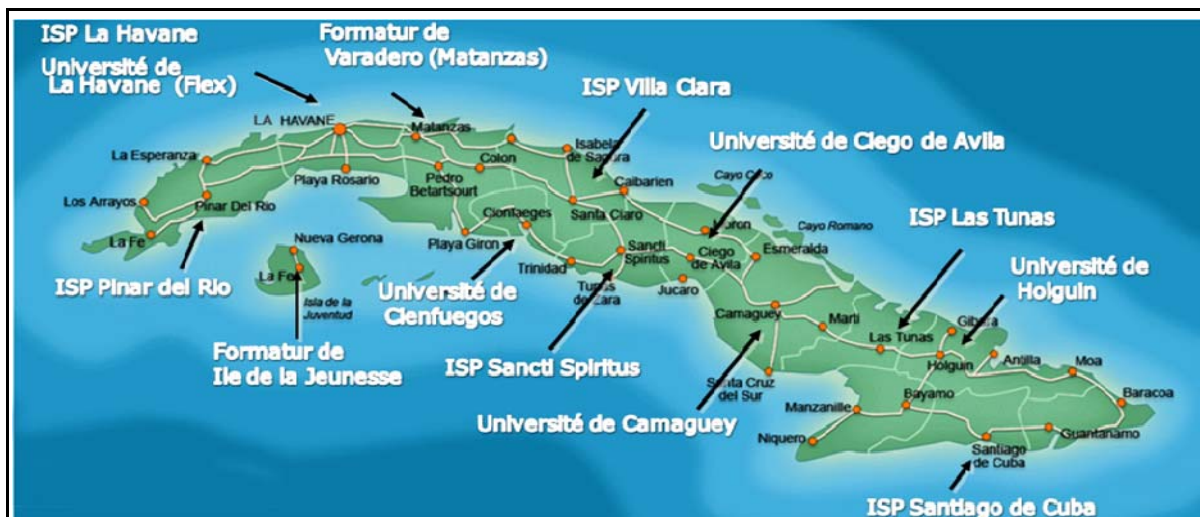 ISP La Havane
Université de
La Havane (Flex)
Formatur de
Varadero (Matanzas)
ISP Villa Clara
Université de Ciego de Avila
ISP Las Tunas
Université de
Holguin
ISP Pinar del Rio
Formatur de
Ile de la Jeunesse
Université de
Cienfuegos
ISP Sancti Spiritus
Université de Camaguey
ISP Santiago de Cuba
LA HAVANE
Matanzas
Isabela
de Sagura
La Esperanza
Playa Rosario
Pedro
Betartsourt
Colon
Caibarien
Cayo Coco
Los Arrayos
Pinar Del Rio
Santa Claro
Moron
Cayo Romano
La Fe
Nueva Gerona
Playa Giron
Cionfaeges
Sancti
Spiritus
Ciego
de Avila
Esmeralda
La Fe
Trinidad
Tunas
de Zara
Jucaro
Isla de la
Juventud
Camaguey
Marti
Las Tunas
Gibara
Holguin
Antilla
Moa
Santa Cruz
del Sur
Manzanille
Bayamo
Baracoa
Niquero
Santiago
de Cuba
Guantanamo